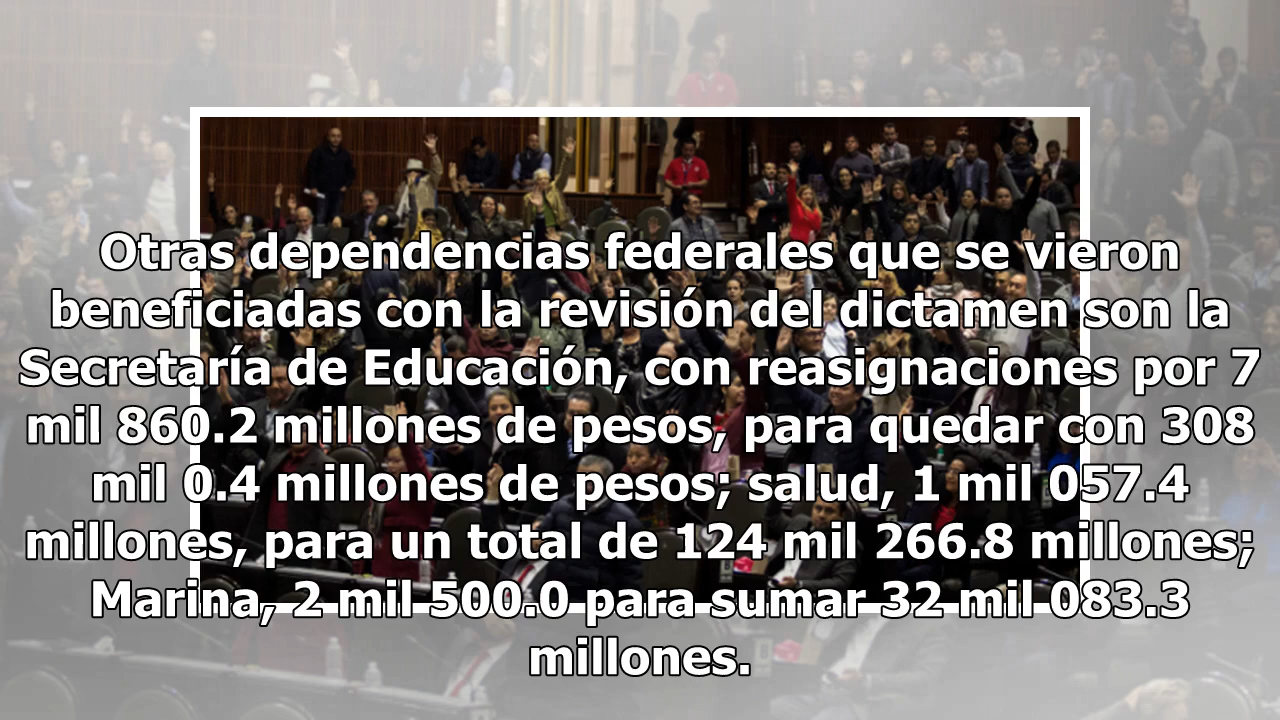 Otras dependencias federales que se vieron
beneficiadas con la revisión del dictamen son la
Secretaría de Educación, con reasignaciones por 7
mil 860.2 millones de pesos, para quedar con 308
mil 0.4 millones de pesos; salud, 1 mil 057.4
millones, para un total de 124 mil 266.8 millones;
Marina, 2 mil 500.0 para sumar 32 mil 083.3
millones.